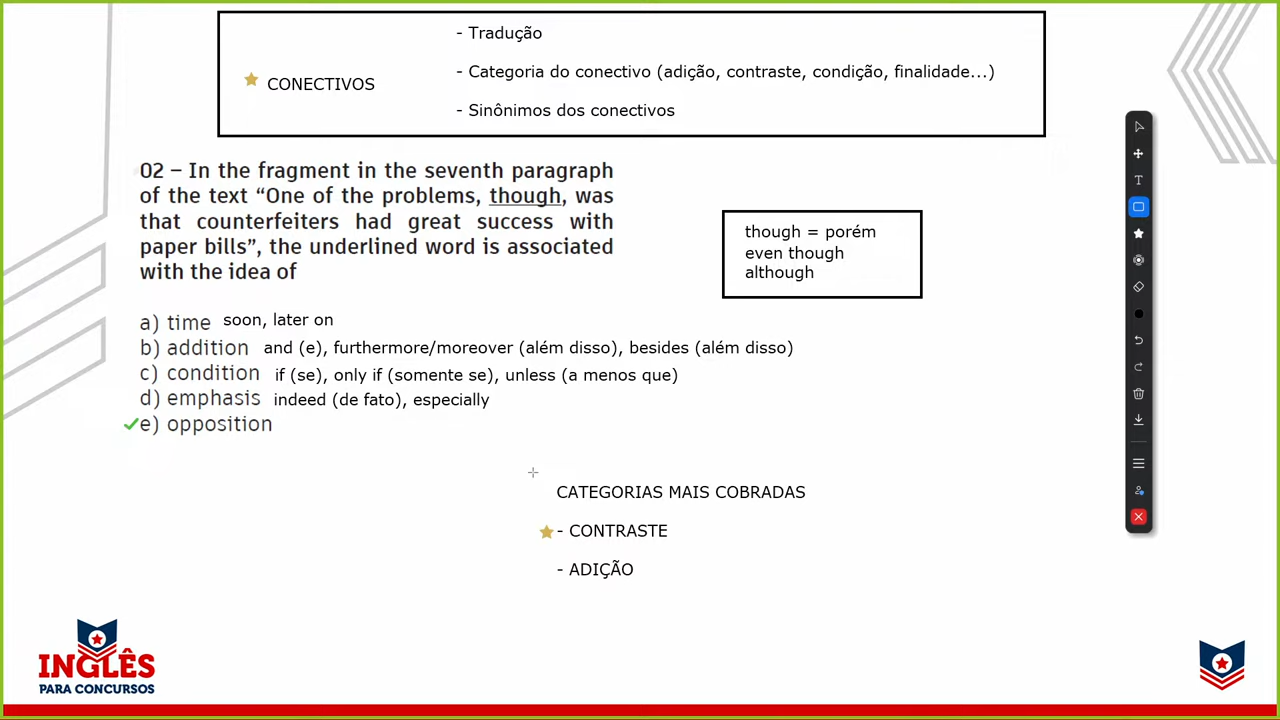 - Tradução
CONECTIVOS
- Categoria do conectivo (adição, contraste, condição, finalidade...)
- Sinônimos dos conectivos
02 – In the fragment in the seventh paragraph
of the text “One of the problems, though, was
that counterfeiters had great success with
paper bills”, the underlined word is associated
with the idea of
though = porém
even though
although
a) time soon, later on
b) addition and (e), furthermore/moreover (além disso), besides (além disso)
c) condition if (se), only if (somente se), unless (a menos que)
d) emphasis indeed (de fato), especially
e) opposition
CATEGORIAS MAIS COBRADAS
- CONTRASTE
- ADIÇÃO
INGLÊS
PARA CONCURSOS